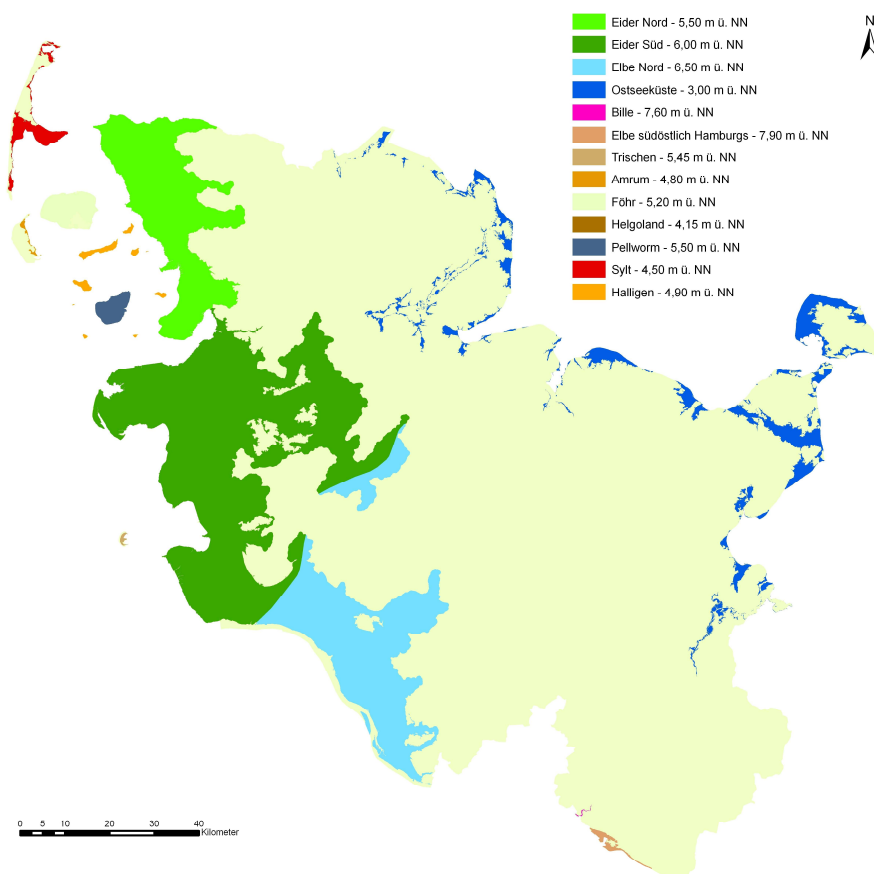 Eider Nord - 5,50 m ü. NN
Eider Süd - 6,00 m ü. NN
Elbe Nord - 6,50 m ü. NN
Ostseeküste - 3,00 m ü. NN
Bille - 7,60 m ü. NN
Elbe südöstlich Hamburgs - 7,90 m ü. NN
Trischen - 5,45 m ü. NN
Amrum - 4,80 m ü. NN
Föhr - 5,20 m ü. NN
Helgoland - 4,15 m ü. NN
Pellworm - 5,50 m ü. NN
Sylt - 4,50 m ü. NN
Halligen - 4,90 m ü. NN
N
0 5 10 20 30 40
Kilometer